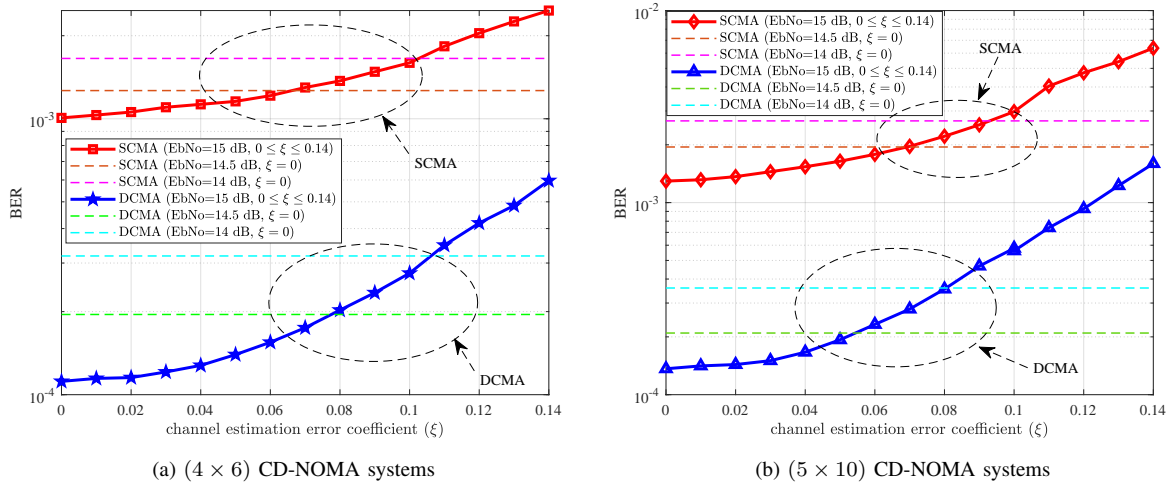 10^-3
10^-4
BER
SCMA (EbNo=15 dB, 0 ≤ ξ ≤ 0.14)
SCMA (EbNo=14.5 dB, ξ = 0)
SCMA (EbNo=14 dB, ξ = 0)
DCMA (EbNo=15 dB, 0 ≤ ξ ≤ 0.14)
DCMA (EbNo=14.5 dB, ξ = 0)
DCMA (EbNo=14 dB, ξ = 0)
SCMA
DCMA
0 0.02 0.04 0.06 0.08 0.1 0.12 0.14
channel estimation error coefficient (ξ)
(a) (4 × 6) CD-NOMA systems
10^-2
10^-3
10^-4
BER
SCMA (EbNo=15 dB, 0 ≤ ξ ≤ 0.14)
SCMA (EbNo=14.5 dB, ξ = 0)
SCMA (EbNo=14 dB, ξ = 0)
DCMA (EbNo=15 dB, 0 ≤ ξ ≤ 0.14)
DCMA (EbNo=14.5 dB, ξ = 0)
DCMA (EbNo=14 dB, ξ = 0)
SCMA
DCMA
0 0.02 0.04 0.06 0.08 0.1 0.12 0.14
channel estimation error coefficient (ξ)
(b) (5 × 10) CD-NOMA systems